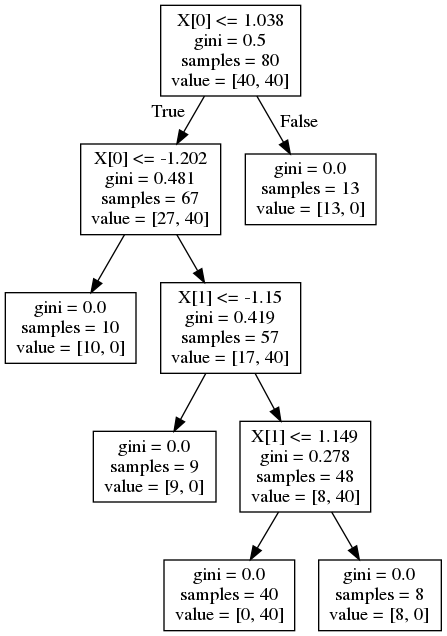 X[0] <= 1.038
gini = 0.5
samples = 80
value = [40, 40]
True
False
X[0] <= -1.202
gini = 0.481
samples = 67
value = [27, 40]
gini = 0.0
samples = 13
value = [13, 0]
gini = 0.0
samples = 10
value = [10, 0]
X[1] <= -1.15
gini = 0.419
samples = 57
value = [17, 40]
gini = 0.0
samples = 9
value = [9, 0]
X[1] <= 1.149
gini = 0.278
samples = 48
value = [8, 40]
gini = 0.0
samples = 40
value = [0, 40]
gini = 0.0
samples = 8
value = [8, 0]